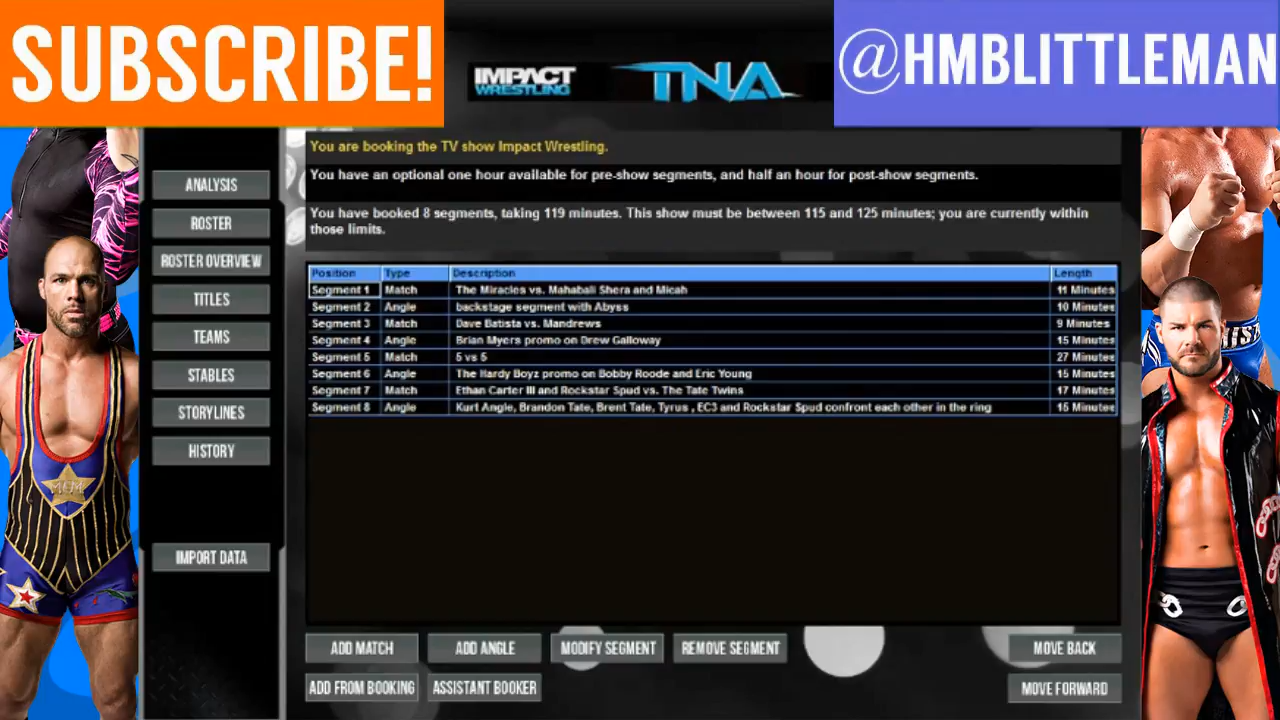 SUBSCRIBE!
IMPACT
WRESTLING
TNA
@HMBLITTLEMAN
You are booking the TV show Impact Wrestling.
You have an optional one hour available for pre-show segments, and half an hour for post-show segments.
You have booked 8 segments, taking 119 minutes. This show must be between 115 and 125 minutes; you are currently within
those limits.
ANALYSIS
ROSTER
ROSTER OVERVIEW
TITLES
TEAMS
STABLES
STORYLINES
HISTORY
IMPORT DATA
Position Type Description Length
Segment 1 Match The Miracles vs. Mahabali Shera and Micah 11 Minutes
Segment 2 Angle backstage segment with Abyss 10 Minutes
Segment 3 Match Dave Batista vs. Mandrews 9 Minutes
Segment 4 Angle Brian Myers promo on Drew Galloway 15 Minutes
Segment 5 Match 5 vs 5 27 Minutes
Segment 6 Angle The Hardy Boyz promo on Bobby Roode and Eric Young 15 Minutes
Segment 7 Match Ethan Carter III and Rockstar Spud vs. The Tate Twins 17 Minutes
Segment 8 Angle Kurt Angle, Brandon Tate, Brent Tate, Tyrus , EC3 and Rockstar Spud confront each other in the ring 15 Minutes
ADD MATCH
ADD ANGLE
MODIFY SEGMENT
REMOVE SEGMENT
MOVE BACK
ADD FROM BOOKING
ASSISTANT BOOKER
MOVE FORWARD